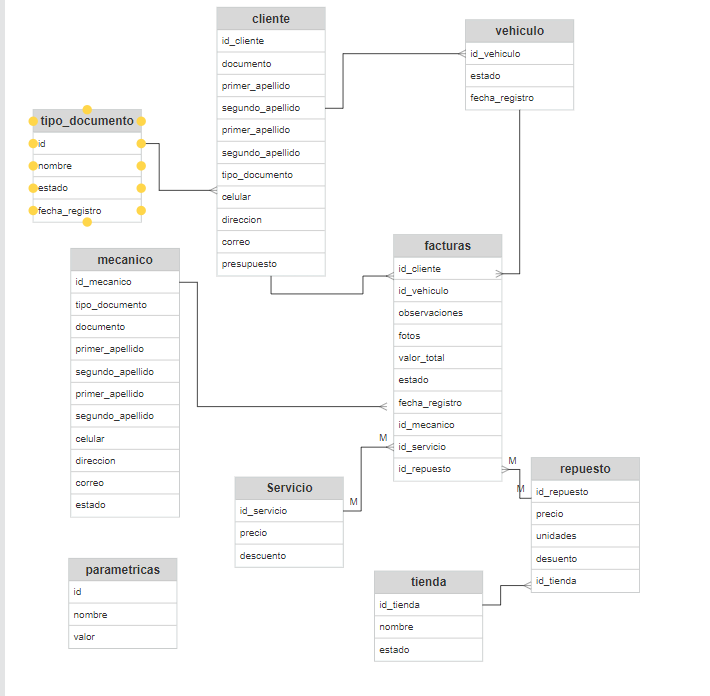 cliente
id_cliente
documento
primer_apellido
segundo_apellido
primer_apellido
segundo_apellido
tipo_documento
celular
direccion
correo
presupuesto
vehiculo
id_vehiculo
estado
fecha_registro
tipo_documento
id
nombre
estado
fecha_registro
mecanico
id_mecanico
tipo_documento
documento
primer_apellido
segundo_apellido
primer_apellido
segundo_apellido
celular
direccion
correo
estado
facturas
id_cliente
id_vehiculo
observaciones
fotos
valor_total
estado
fecha_registro
id_mecanico
id_servicio
id_repuesto
M
M
M
M
Servicio
id_servicio
precio
descuento
repuesto
id_repuesto
precio
unidades
desuento
id_tienda
parametricas
id
nombre
valor
tienda
id_tienda
nombre
estado